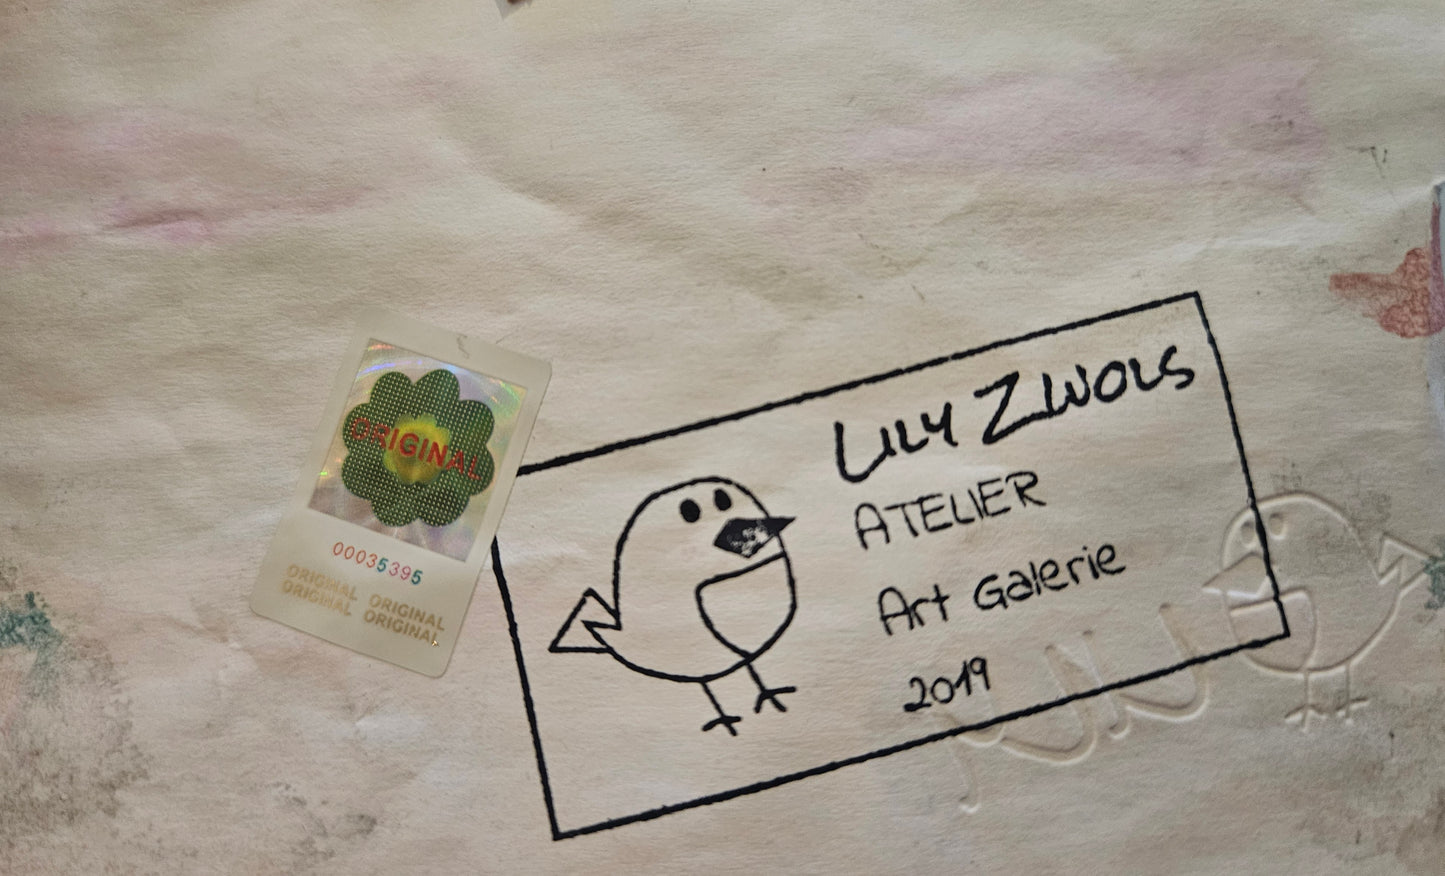 ORIGINAL
00035395
ORIGINAL ORIGINAL
ORIGINAL ORIGINAL
LILY ZWOLS
ATELIER
Art Galerie
2019